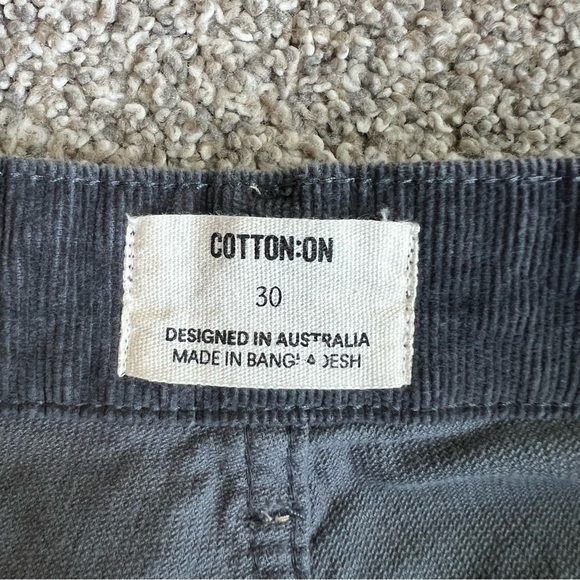 COTTON:ON
30
DESIGNED IN AUSTRALIA
MADE IN BANGLADESH